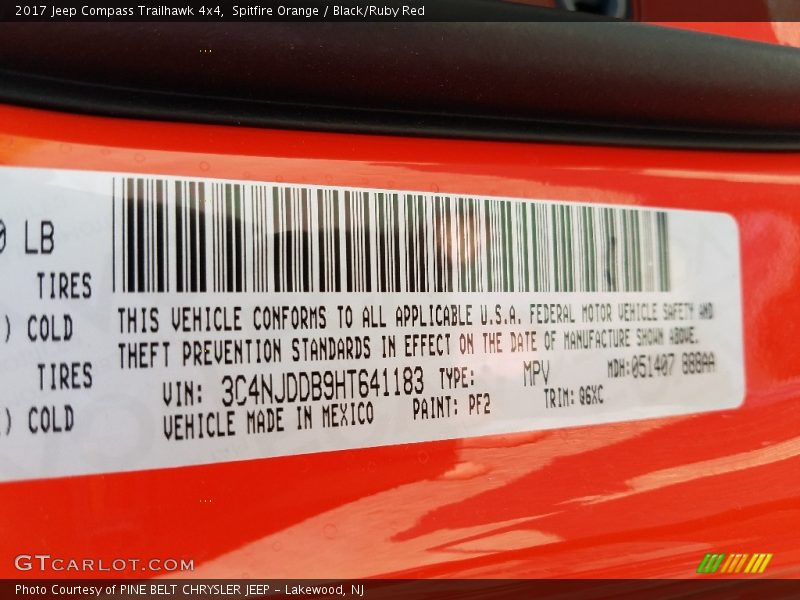 2017 Jeep Compass Trailhawk 4x4, Spitfire Orange / Black/Ruby Red
LB
TIRES
) COLD
TIRES
) COLD
THIS VEHICLE CONFORMS TO ALL APPLICABLE U.S.A. FEDERAL MOTOR VEHICLE SAFETY AND
THEFT PREVENTION STANDARDS IN EFFECT ON THE DATE OF MANUFACTURE SHOWN ABOVE.
VIN: 3C4NJDDB9HT641183 TYPE: MPV MDH:051407 888AA
VEHICLE MADE IN MEXICO PAINT: PF2 TRIM: Q6XC
GTCARLOT.COM
Photo Courtesy of PINE BELT CHRYSLER JEEP - Lakewood, NJ